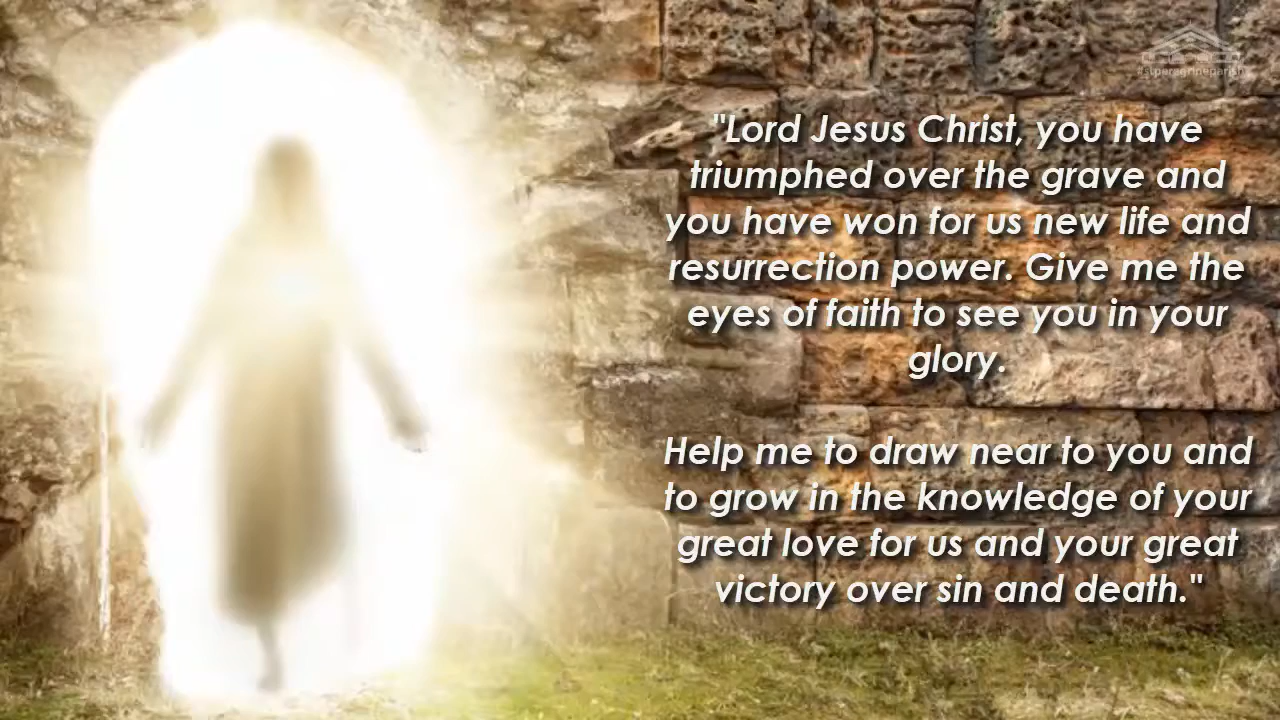 #stperegrineparish
"Lord Jesus Christ, you have
triumphed over the grave and
you have won for us new life and
resurrection power. Give me the
eyes of faith to see you in your
glory.
Help me to draw near to you and
to grow in the knowledge of your
great love for us and your great
victory over sin and death."